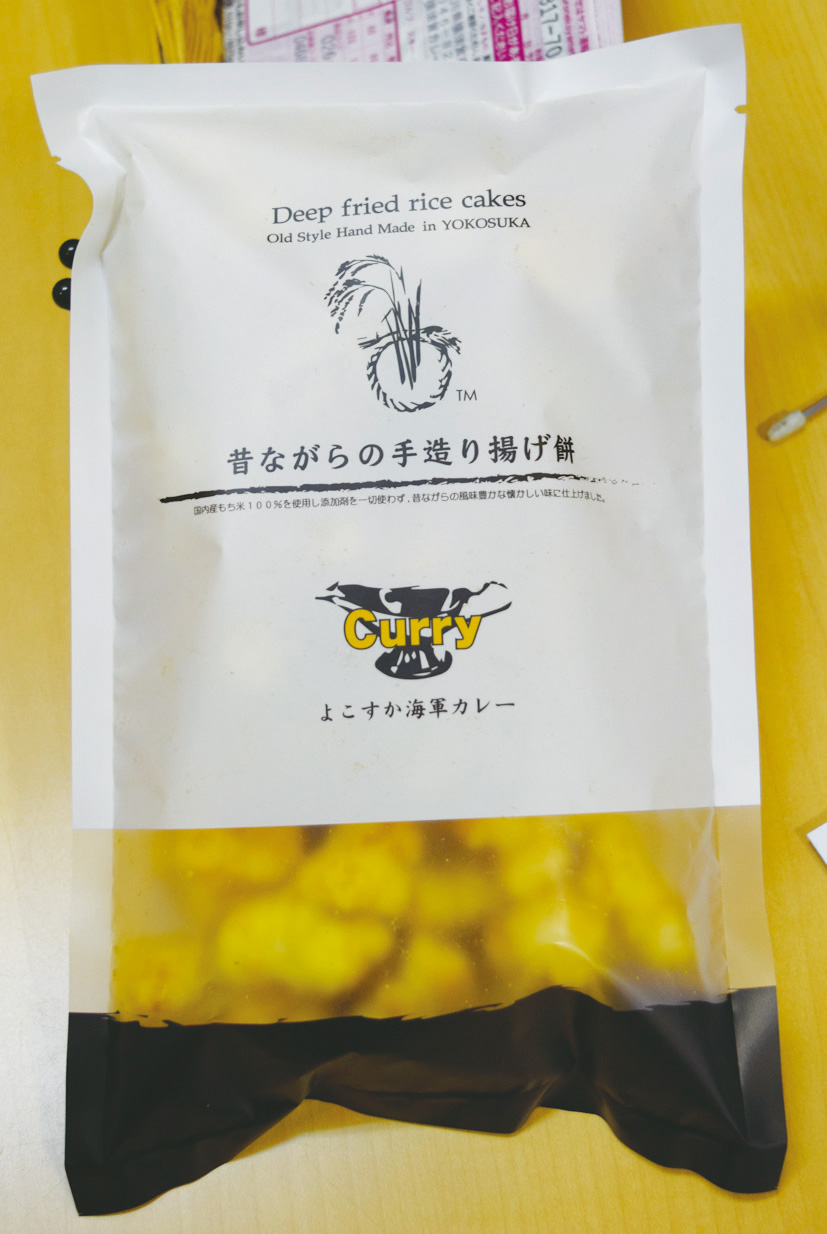 317-70
Deep fried rice cakes
Old Style Hand Made in YOKOSUKA
TM
昔ながらの手造り揚げ餅
国内産もち米100%を使用し添加剤を一切使わず、昔ながらの風味豊かな懐かしい味に仕上げました。
Curry
よこすか海軍カレー